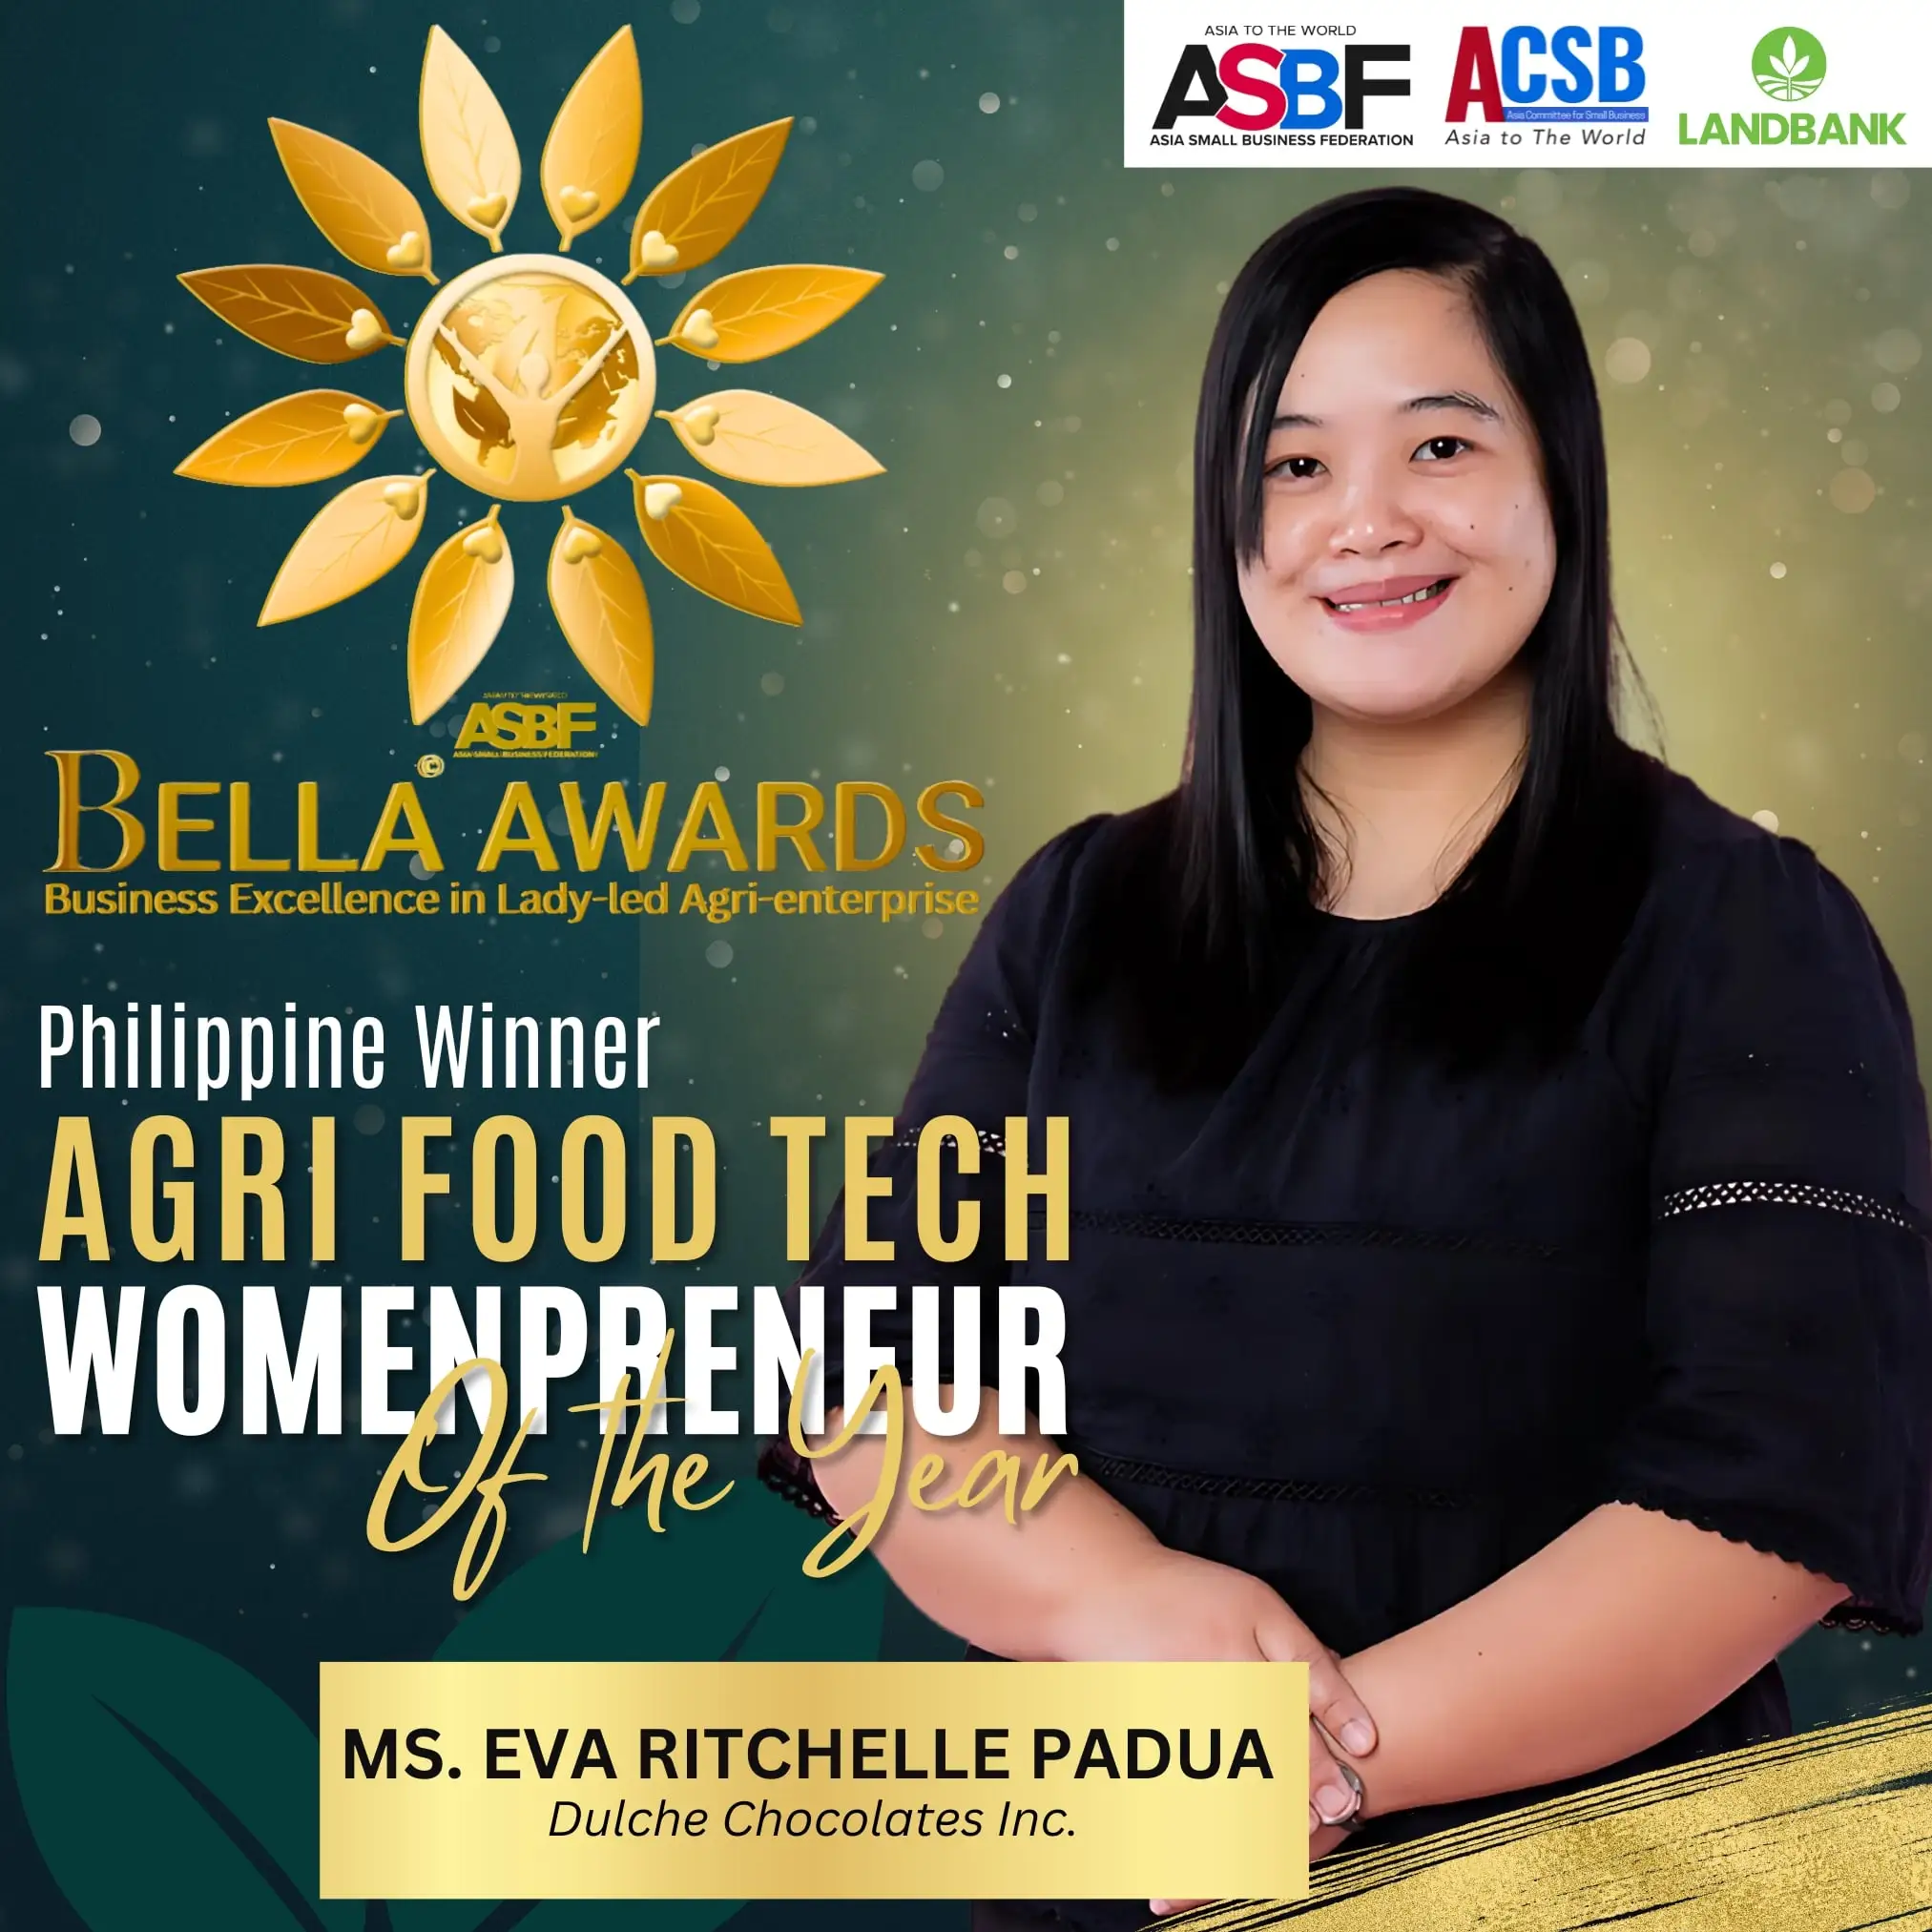 ASIA TO THE WORLD
ASBF
ASIA SMALL BUSINESS FEDERATION
ACSB
Asia Committee for Small Business
Asia to The World
LANDBANK
ASBF
ASIA SMALL BUSINESS FEDERATION
©
BELLA AWARDS
Business Excellence in Lady-led Agri-enterprise
Philippine Winner
AGRI FOOD TECH
WOMENPRENEUR
Of the Year
MS. EVA RITCHELLE PADUA
Dulche Chocolates Inc.